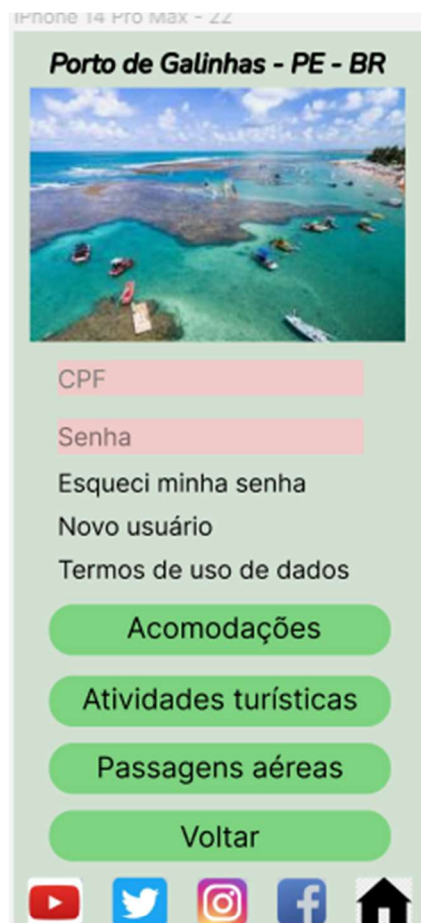 iPhone 14 Pro Max - 22
Porto de Galinhas - PE - BR
CPF
Senha
Esqueci minha senha
Novo usuário
Termos de uso de dados
Acomodações
Atividades turísticas
Passagens aéreas
Voltar